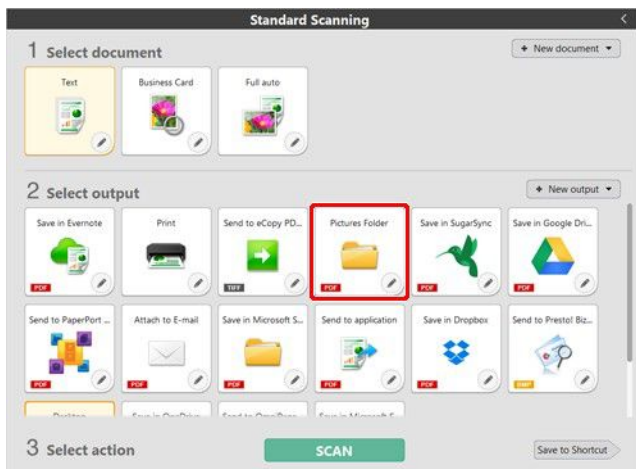 Standard Scanning
1 Select document
+ New document
Text
Business Card
Full auto
2 Select output
+ New output
Save in Evernote
Print
Send to eCopy PD...
Pictures Folder
Save in SugarSync
Save in Google Dri...
PDF
TIFF
PDF
PDF
PDF
Send to PaperPort ...
Attach to E-mail
Save in Microsoft S...
Send to application
Save in Dropbox
Send to Presto! Biz...
PDF
PDF
PDF
PDF
PDF
BMP
3 Select action
SCAN
Save to Shortcut